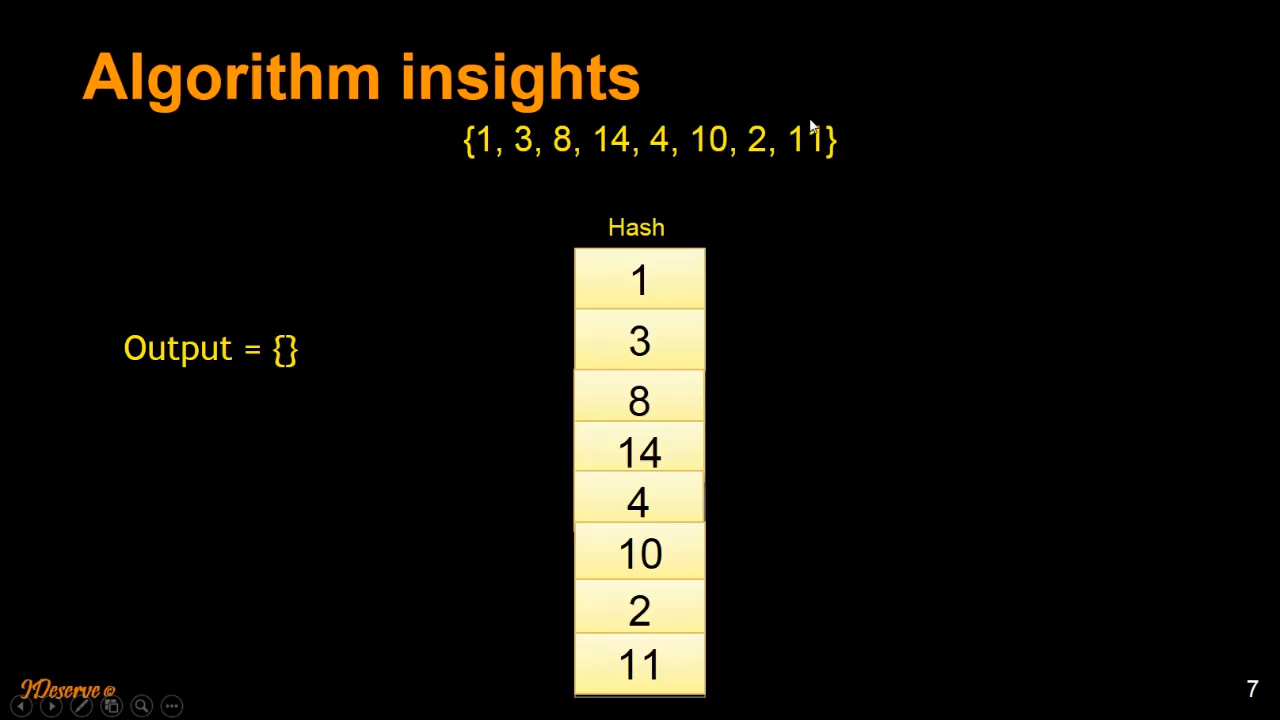 Algorithm insights
{1, 3, 8, 14, 4, 10, 2, 11}
Hash
1
3
8
14
4
10
2
11
Output = {}
IDeserve ©
7